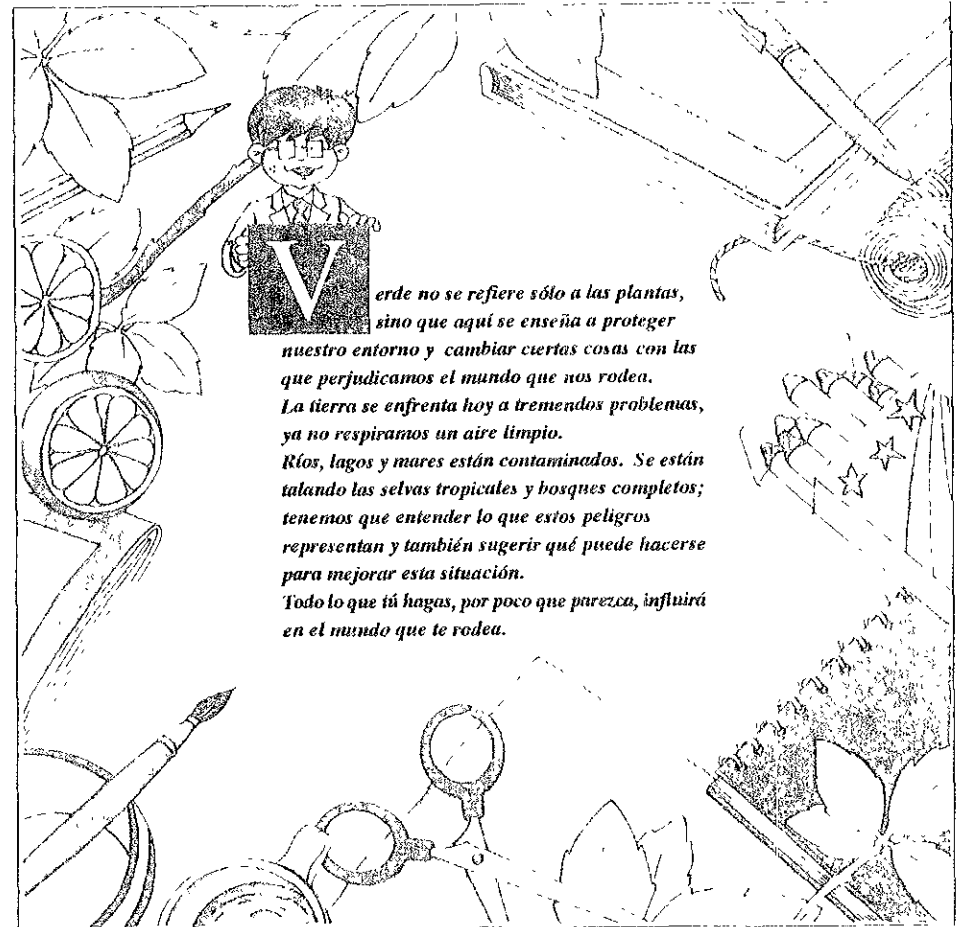 Verde no se refiere sólo a las plantas,
sino que aquí se enseña a proteger
nuestro entorno y cambiar ciertas cosas con las
que perjudicamos el mundo que nos rodea.
La tierra se enfrenta hoy a tremendos problemas,
ya no respiramos un aire limpio.
Ríos, lagos y mares están contaminados. Se están
talando las selvas tropicales y bosques completos;
tenemos que entender lo que estos peligros
representan y también sugerir qué puede hacerse
para mejorar esta situación.
Todo lo que tú hagas, por poco que parezca, influirá
en el mundo que te rodea.